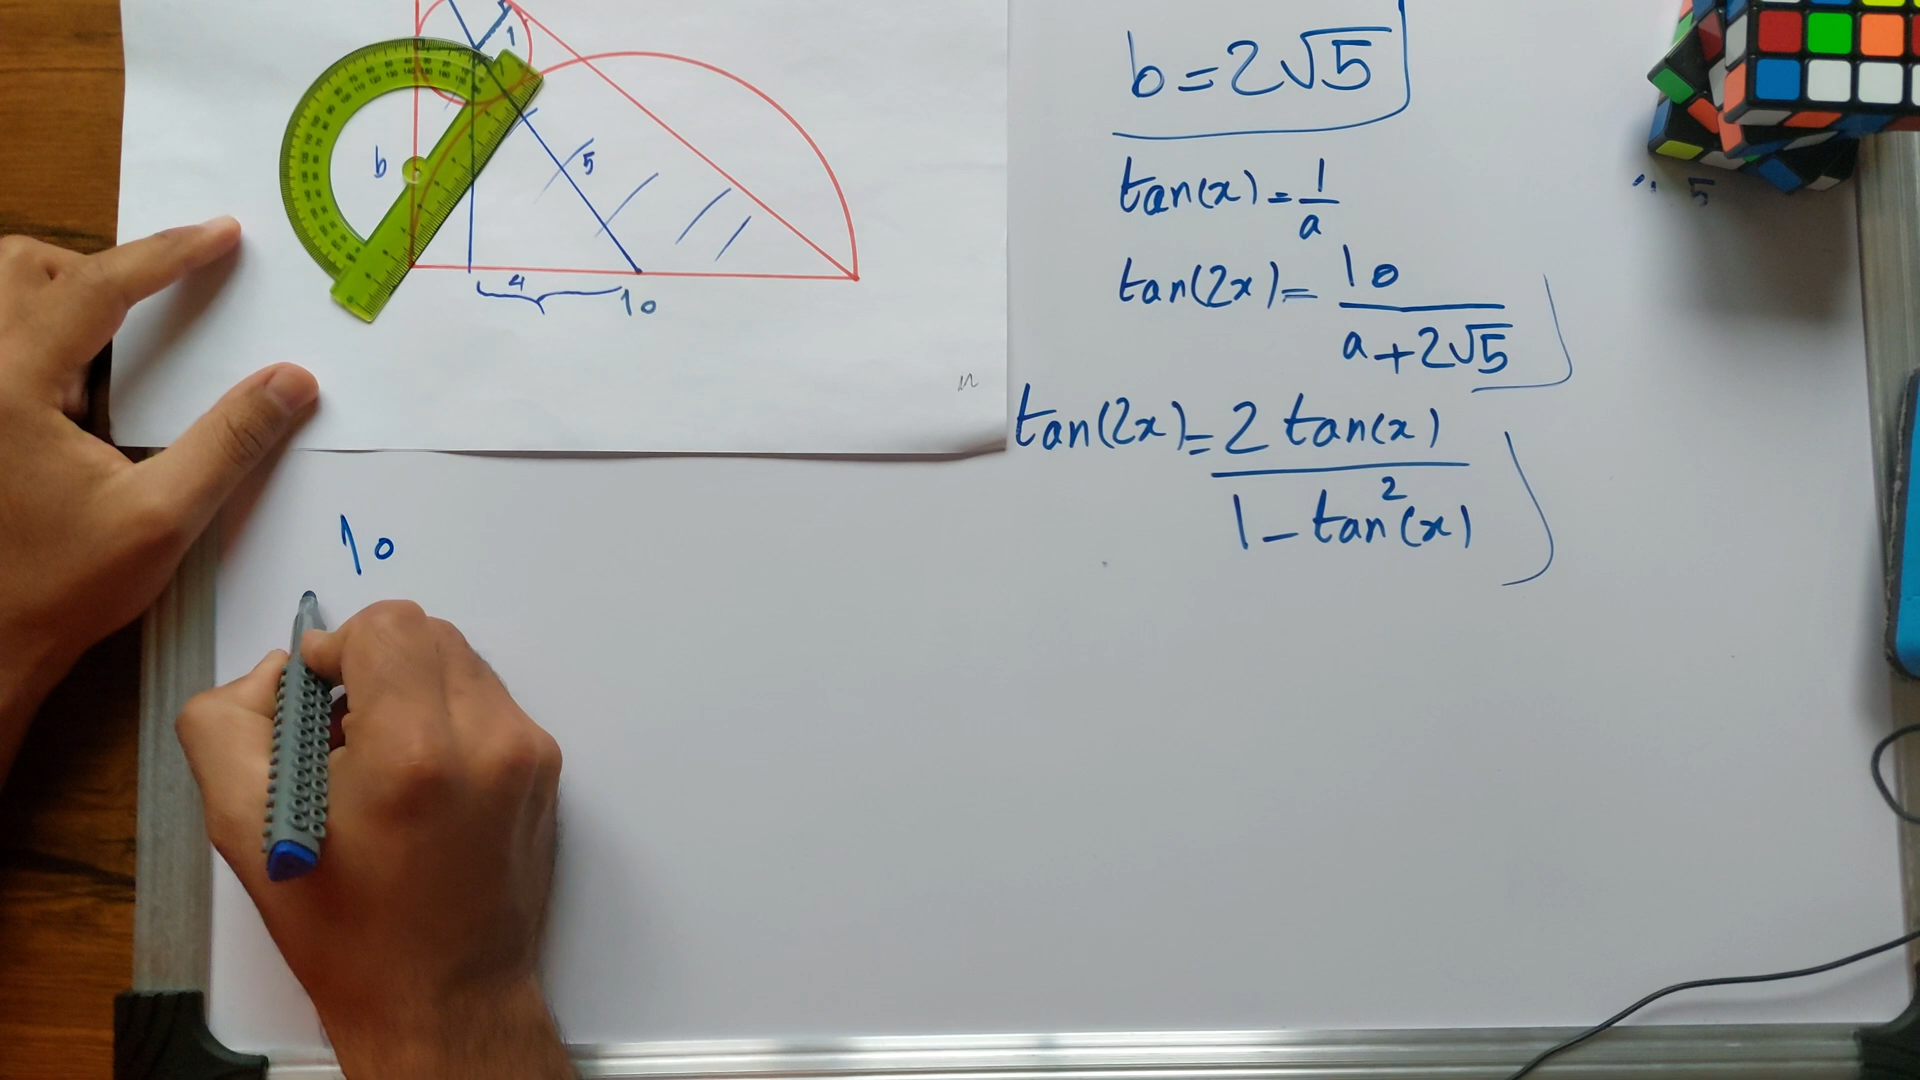 1
b
5
4
10
b=2√5
tan(x)=1/a
tan(2x)=10/(a+2√5)
tan(2x)=2 tan(x)/(1-tan²(x))
5
10